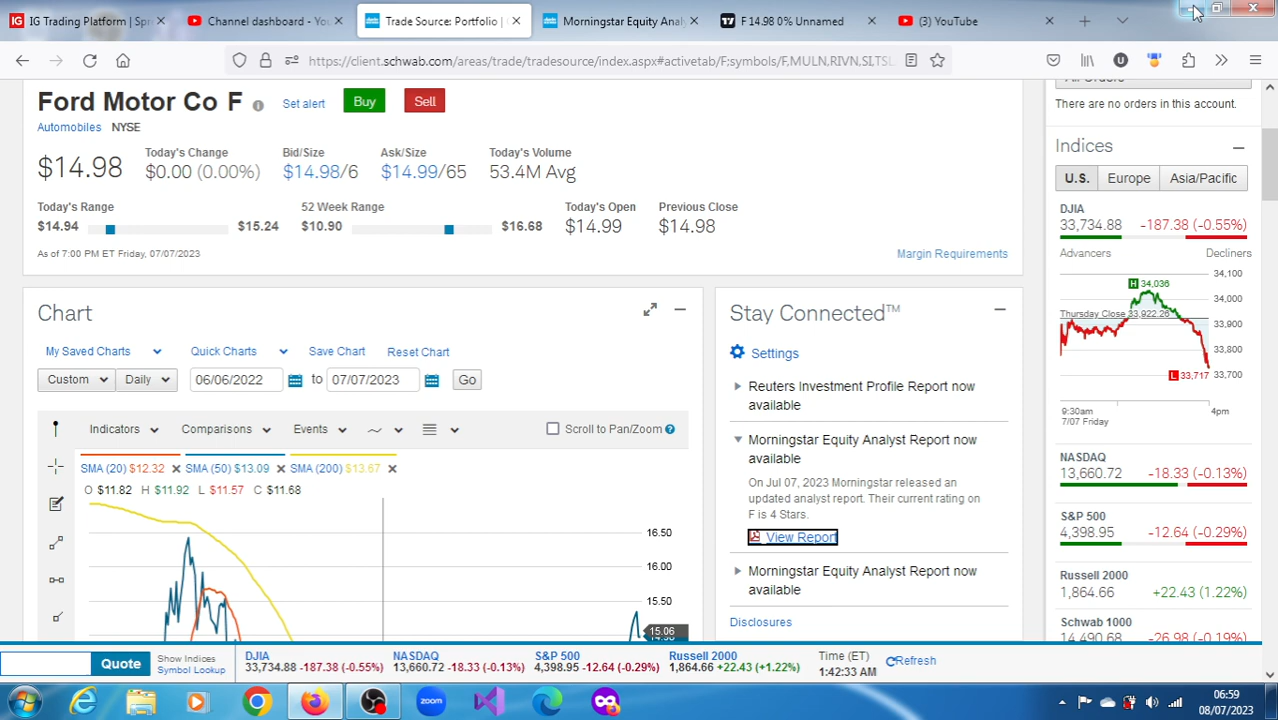 IG Trading Platform | Spr
Channel dashboard - You
Trade Source: Portfolio |
Morningstar Equity Analy
F 14.98 0% Unnamed
(3) YouTube
https://client.schwab.com/areas/trade/tradesource/index.aspx#activetab/F;symbols/F,MULN,RIVN,SI,TSL
Ford Motor Co F
Set alert
Buy
Sell
Automobiles NYSE
$14.98
Today's Change
$0.00 (0.00%)
Bid/Size
$14.98/6
Ask/Size
$14.99/65
Today's Volume
53.4M Avg
Today's Range
$14.94
$15.24
52 Week Range
$10.90
$16.68
Today's Open
$14.99
Previous Close
$14.98
As of 7:00 PM ET Friday, 07/07/2023
Margin Requirements
All Orders
There are no orders in this account.
Indices
U.S.
Europe
Asia/Pacific
DJIA
33,734.88 -187.38 (-0.55%)
Advancers
Decliners
34,100
H 34,036
34,000
Thursday Close 33,922.26
33,900
33,800
L 33,717
33,700
9:30am
4pm
7/07 Friday
NASDAQ
13,660.72 -18.33 (-0.13%)
S&P 500
4,398.95 -12.64 (-0.29%)
Russell 2000
1,864.66 +22.43 (1.22%)
Schwab 1000
14,490.68 -26.98 (-0.19%)
Chart
My Saved Charts
Quick Charts
Save Chart
Reset Chart
Custom
Daily
06/06/2022
to
07/07/2023
Go
Indicators
Comparisons
Events
Scroll to Pan/Zoom
SMA (20) $12.32
SMA (50) $13.09
SMA (200) $13.67
O $11.82 H $11.92 L $11.57 C $11.68
16.50
16.00
15.50
15.06
Stay Connected™
Settings
Reuters Investment Profile Report now
available
Morningstar Equity Analyst Report now
available
On Jul 07, 2023 Morningstar released an
updated analyst report. Their current rating on
F is 4 Stars.
View Report
Morningstar Equity Analyst Report now
available
Disclosures
Quote
Show Indices
Symbol Lookup
DJIA
33,734.88 -187.38 (-0.55%)
NASDAQ
13,660.72 -18.33 (-0.13%)
S&P 500
4,398.95 -12.64 (-0.29%)
Russell 2000
1,864.66 +22.43 (+1.22%)
Time (ET)
1:42:33 AM
Refresh
zoom
06:59
08/07/2023